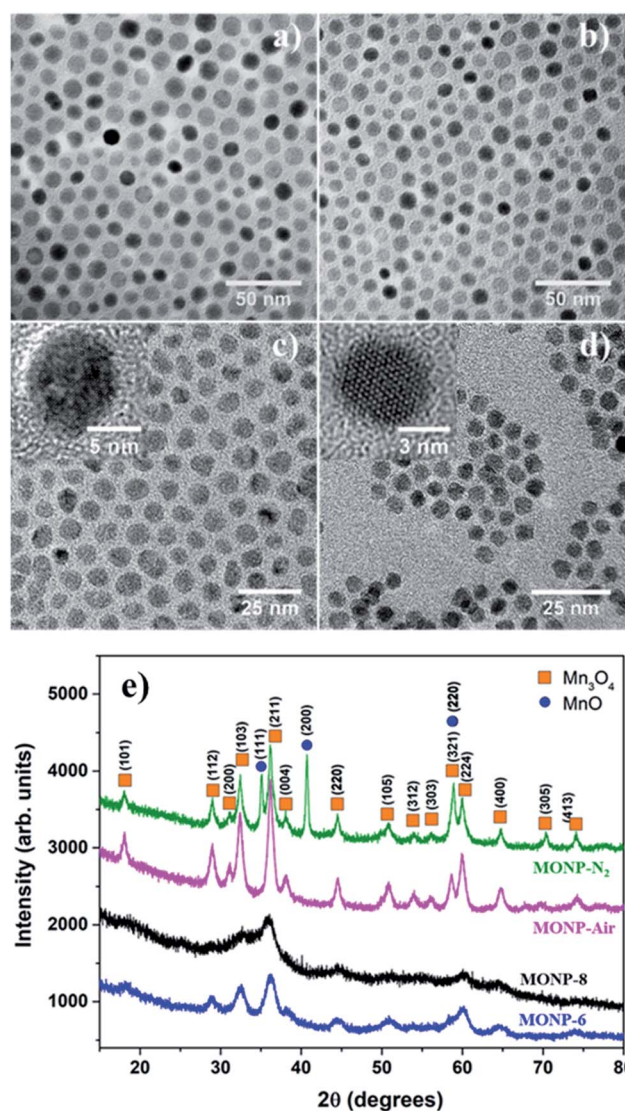 a)
b)
50 nm
50 nm
c)
d)
5 nm
3 nm
25 nm
25 nm
e)
Mn₃O₄
MnO
5000
4000
3000
2000
1000
Intensity (arb. units)
(101)
(112)
(200)
(103)
(111)
(211)
(004)
(200)
(220)
(105)
(312)
(303)
(321)
(220)
(224)
(400)
(305)
(413)
MONP-N₂
MONP-Air
MONP-8
MONP-6
20 30 40 50 60 70 80
2θ (degrees)